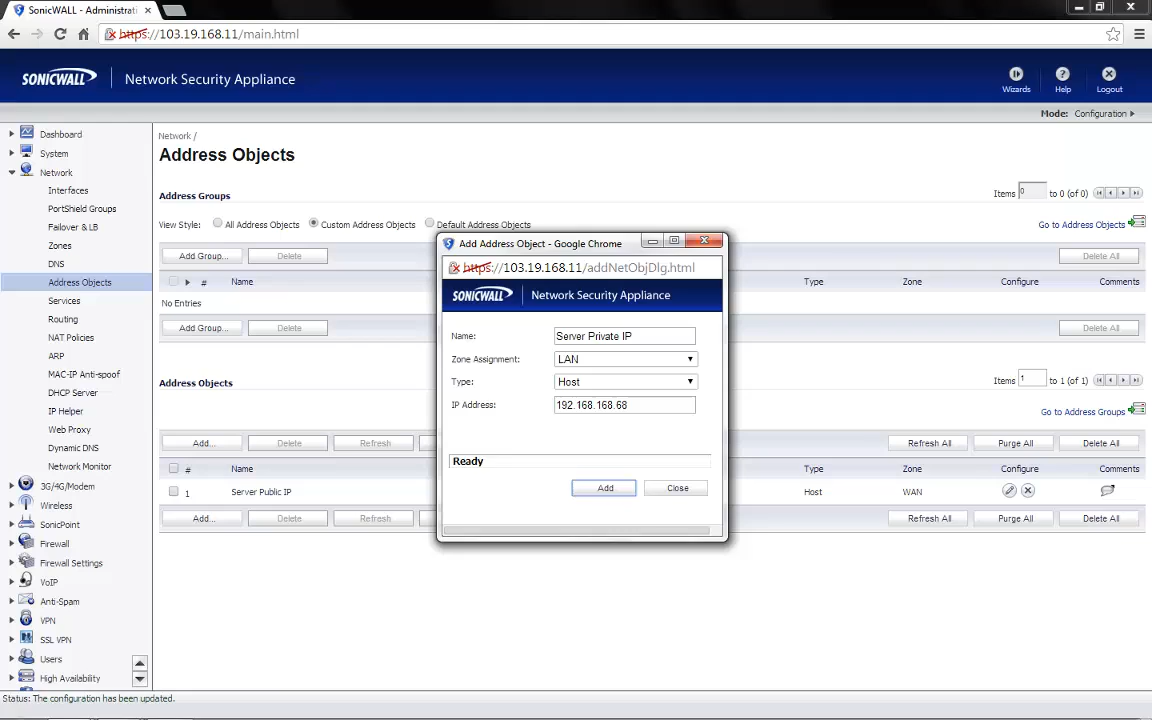 SonicWALL - Administrati
https://103.19.168.11/main.html
SONICWALL Network Security Appliance
Wizards Help Logout
Mode: Configuration
Dashboard
System
Network
Interfaces
PortShield Groups
Failover & LB
Zones
DNS
Address Objects
Services
Routing
NAT Policies
ARP
MAC-IP Anti-spoof
DHCP Server
IP Helper
Web Proxy
Dynamic DNS
Network Monitor
3G/4G/Modem
Wireless
SonicPoint
Firewall
Firewall Settings
VoIP
Anti-Spam
VPN
SSL VPN
Users
High Availability
Network /
Address Objects
Address Groups Items 0 to 0 (of 0)
View Style: All Address Objects Custom Address Objects Default Address Objects Go to Address Objects
Add Group... Delete Delete All
# Name Type Zone Configure Comments
No Entries
Add Group... Delete Delete All
Address Objects Items 1 to 1 (of 1)
Go to Address Groups
Add... Delete Refresh Refresh All Purge All Delete All
# Name Type Zone Configure Comments
1 Server Public IP Host WAN
Add... Delete Refresh Refresh All Purge All Delete All
Add Address Object - Google Chrome
https://103.19.168.11/addNetObjDlg.html
SONICWALL Network Security Appliance
Name: Server Private IP
Zone Assignment: LAN
Type: Host
IP Address: 192.168.168.68
Ready
Add Close
Status: The configuration has been updated.